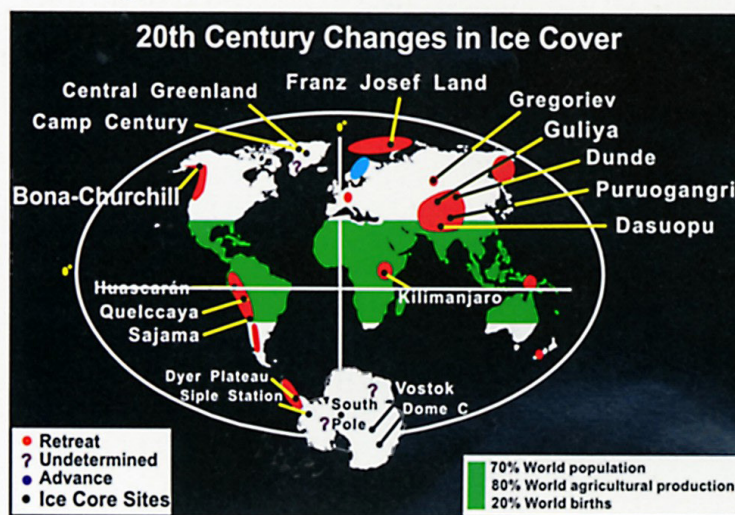 20th Century Changes in Ice Cover
Central Greenland
Franz Josef Land
Camp Century
Gregoriev
Guliya
Dunde
Puruogangri
Dasuopu
Bona-Churchill
0°
0°
?
Huascarán
Quelccaya
Sajama
Kilimanjaro
Dyer Plateau
Siple Station
South
Pole
Vostok
Dome C
?
?
Retreat
? Undetermined
Advance
Ice Core Sites
70% World population
80% World agricultural production
20% World births